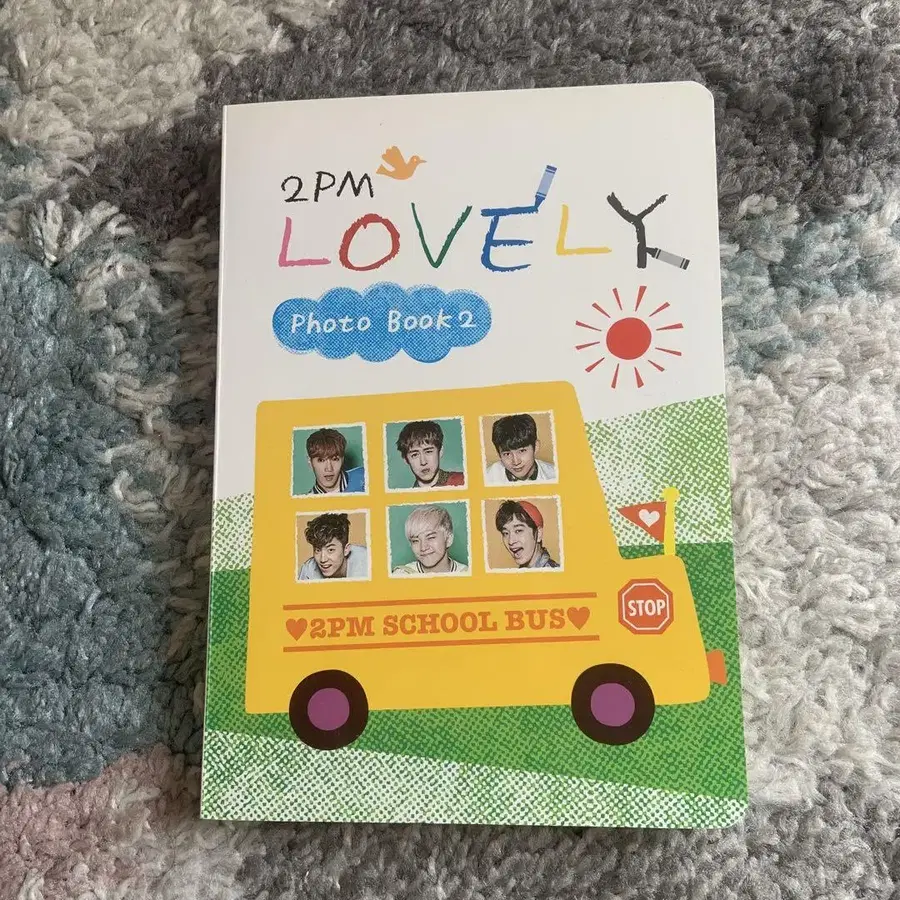 2PM
LOVELY
Photo Book 2
♥2PM SCHOOL BUS♥
STOP